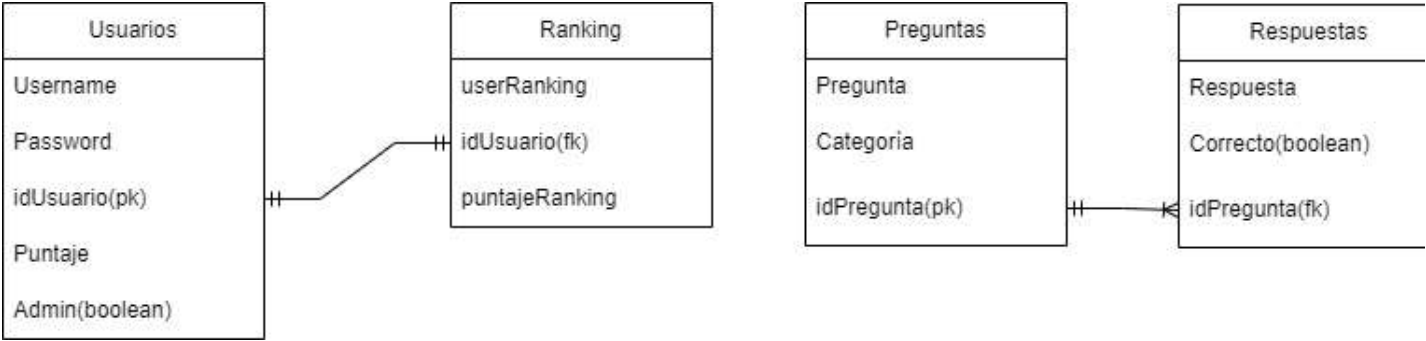 Usuarios
Username
Password
idUsuario(pk)
Puntaje
Admin(boolean)
Ranking
userRanking
idUsuario(fk)
puntajeRanking
Preguntas
Pregunta
Categoría
idPregunta(pk)
Respuestas
Respuesta
Correcto(boolean)
idPregunta(fk)